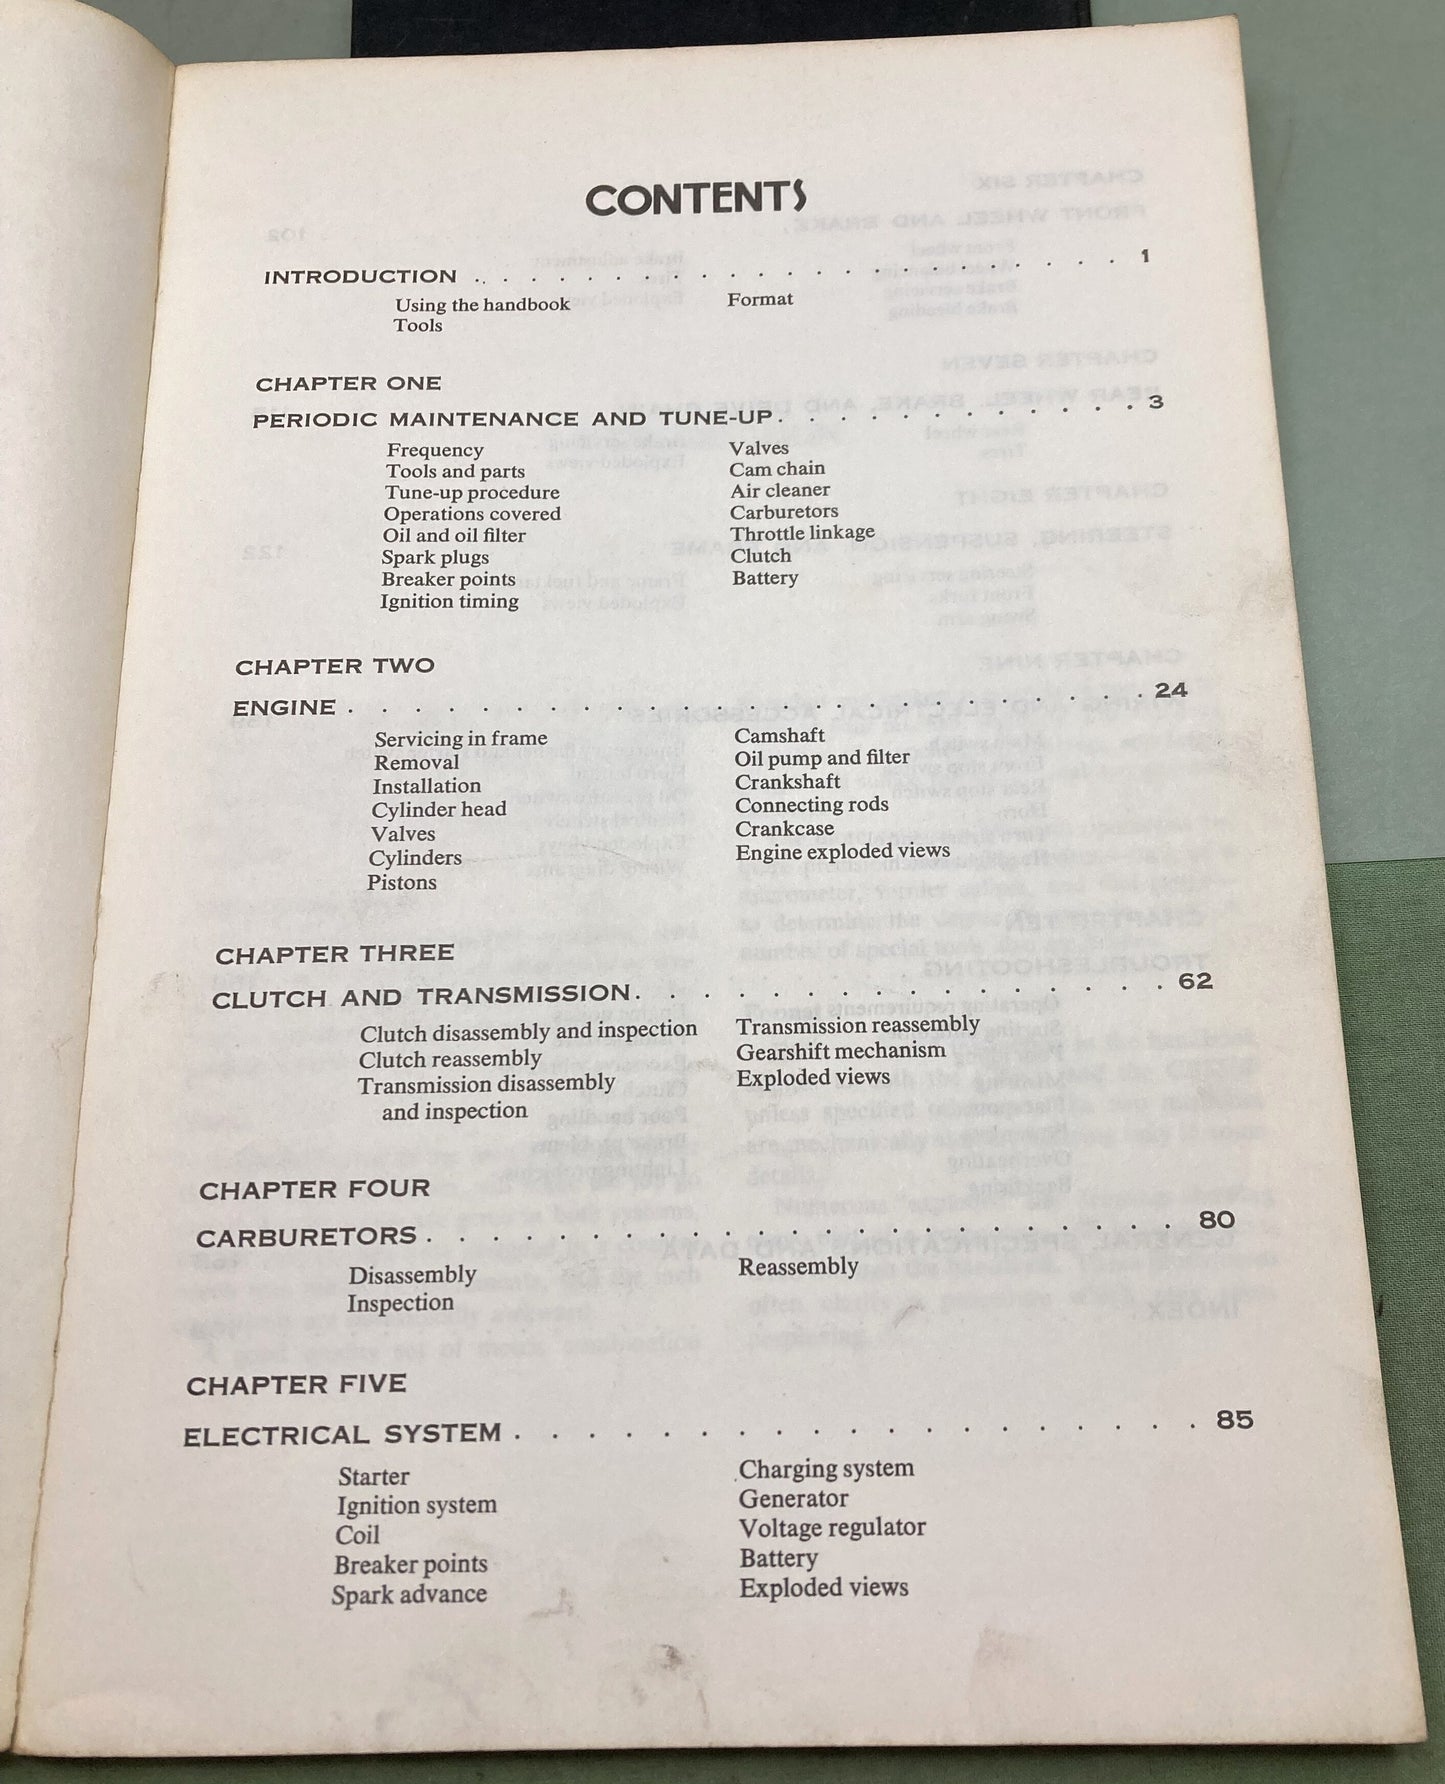 CONTENTS
INTRODUCTION . . . . . . . . . . . . . . . . . . . . . . . 1
Using the handbook
Tools
Format
CHAPTER ONE
PERIODIC MAINTENANCE AND TUNE-UP . . . . . . . . . . . . 3
Frequency
Tools and parts
Tune-up procedure
Operations covered
Oil and oil filter
Spark plugs
Breaker points
Ignition timing
Valves
Cam chain
Air cleaner
Carburetors
Throttle linkage
Clutch
Battery
CHAPTER TWO
ENGINE . . . . . . . . . . . . . . . . . . . . . . . . 24
Servicing in frame
Removal
Installation
Cylinder head
Valves
Cylinders
Pistons
Camshaft
Oil pump and filter
Crankshaft
Connecting rods
Crankcase
Engine exploded views
CHAPTER THREE
CLUTCH AND TRANSMISSION . . . . . . . . . . . . . . . . 62
Clutch disassembly and inspection
Clutch reassembly
Transmission disassembly
and inspection
Transmission reassembly
Gearshift mechanism
Exploded views
CHAPTER FOUR
CARBURETORS . . . . . . . . . . . . . . . . . . . . . . 80
Disassembly
Inspection
Reassembly
CHAPTER FIVE
ELECTRICAL SYSTEM . . . . . . . . . . . . . . . . . . . 85
Starter
Ignition system
Coil
Breaker points
Spark advance
Charging system
Generator
Voltage regulator
Battery
Exploded views